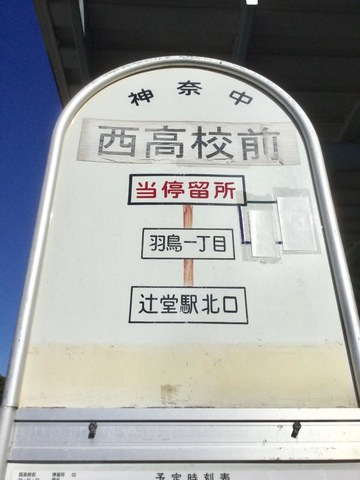 神奈中
西高校前
当停留所
羽鳥一丁目
辻堂駅北口
予定時刻表